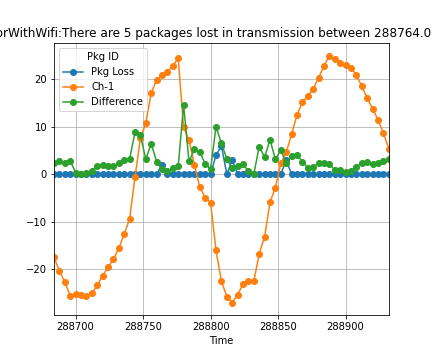 orWithWifi:There are 5 packages lost in transmission between 288764.0
Pkg ID
Pkg Loss
Ch-1
Difference
20
10
0
−10
−20
288700 288750 288800 288850 288900
Time